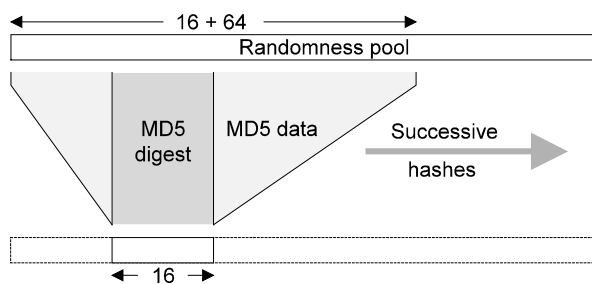 16 + 64
Randomness pool
MD5
digest
MD5 data
Successive
hashes
16